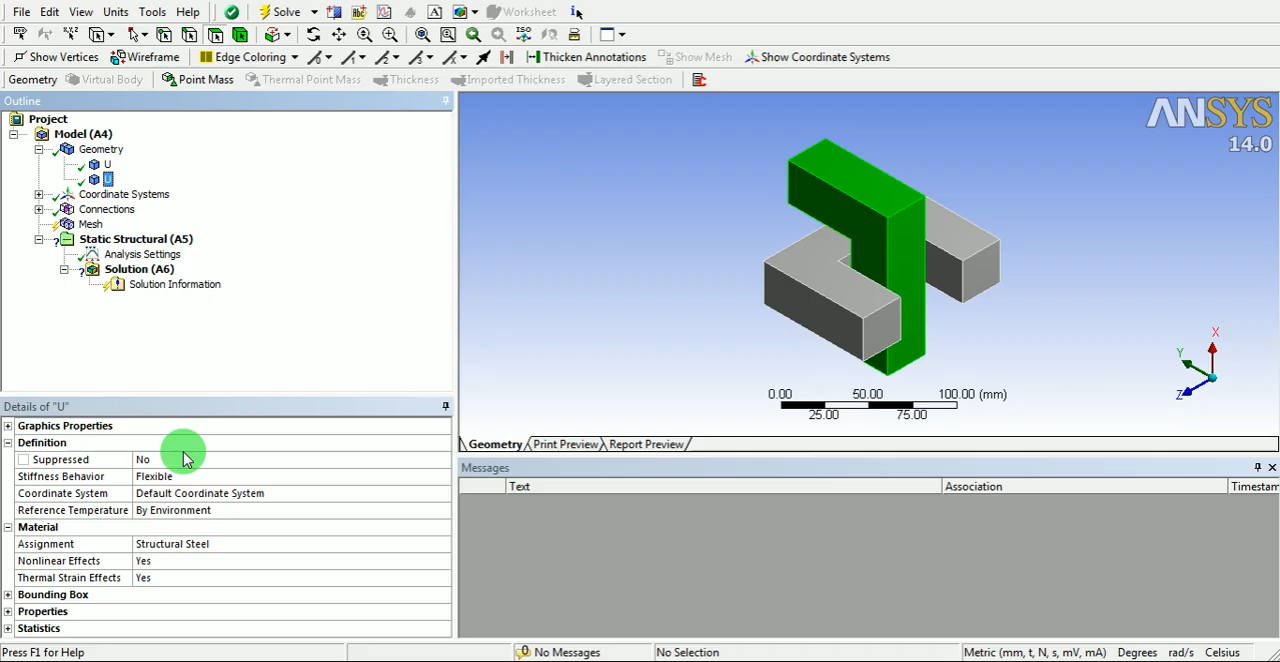 File Edit View Units Tools Help Solve Worksheet
Show Vertices Wireframe Edge Coloring Thicken Annotations Show Mesh Show Coordinate Systems
Geometry Virtual Body Point Mass Thermal Point Mass Thickness Imported Thickness Layered Section
Outline
Project
Model (A4)
Geometry
U
U
Coordinate Systems
Connections
Mesh
Static Structural (A5)
Analysis Settings
Solution (A6)
Solution Information
ANSYS
14.0
X
Y
Z
0.00 50.00 100.00 (mm)
25.00 75.00
Geometry Print Preview Report Preview
Details of "U"
Graphics Properties
Definition
Suppressed No
Stiffness Behavior Flexible
Coordinate System Default Coordinate System
Reference Temperature By Environment
Material
Assignment Structural Steel
Nonlinear Effects Yes
Thermal Strain Effects Yes
Bounding Box
Properties
Statistics
Messages
Text Association Timestam
Press F1 for Help No Messages No Selection Metric (mm, t, N, s, mV, mA) Degrees rad/s Celsius